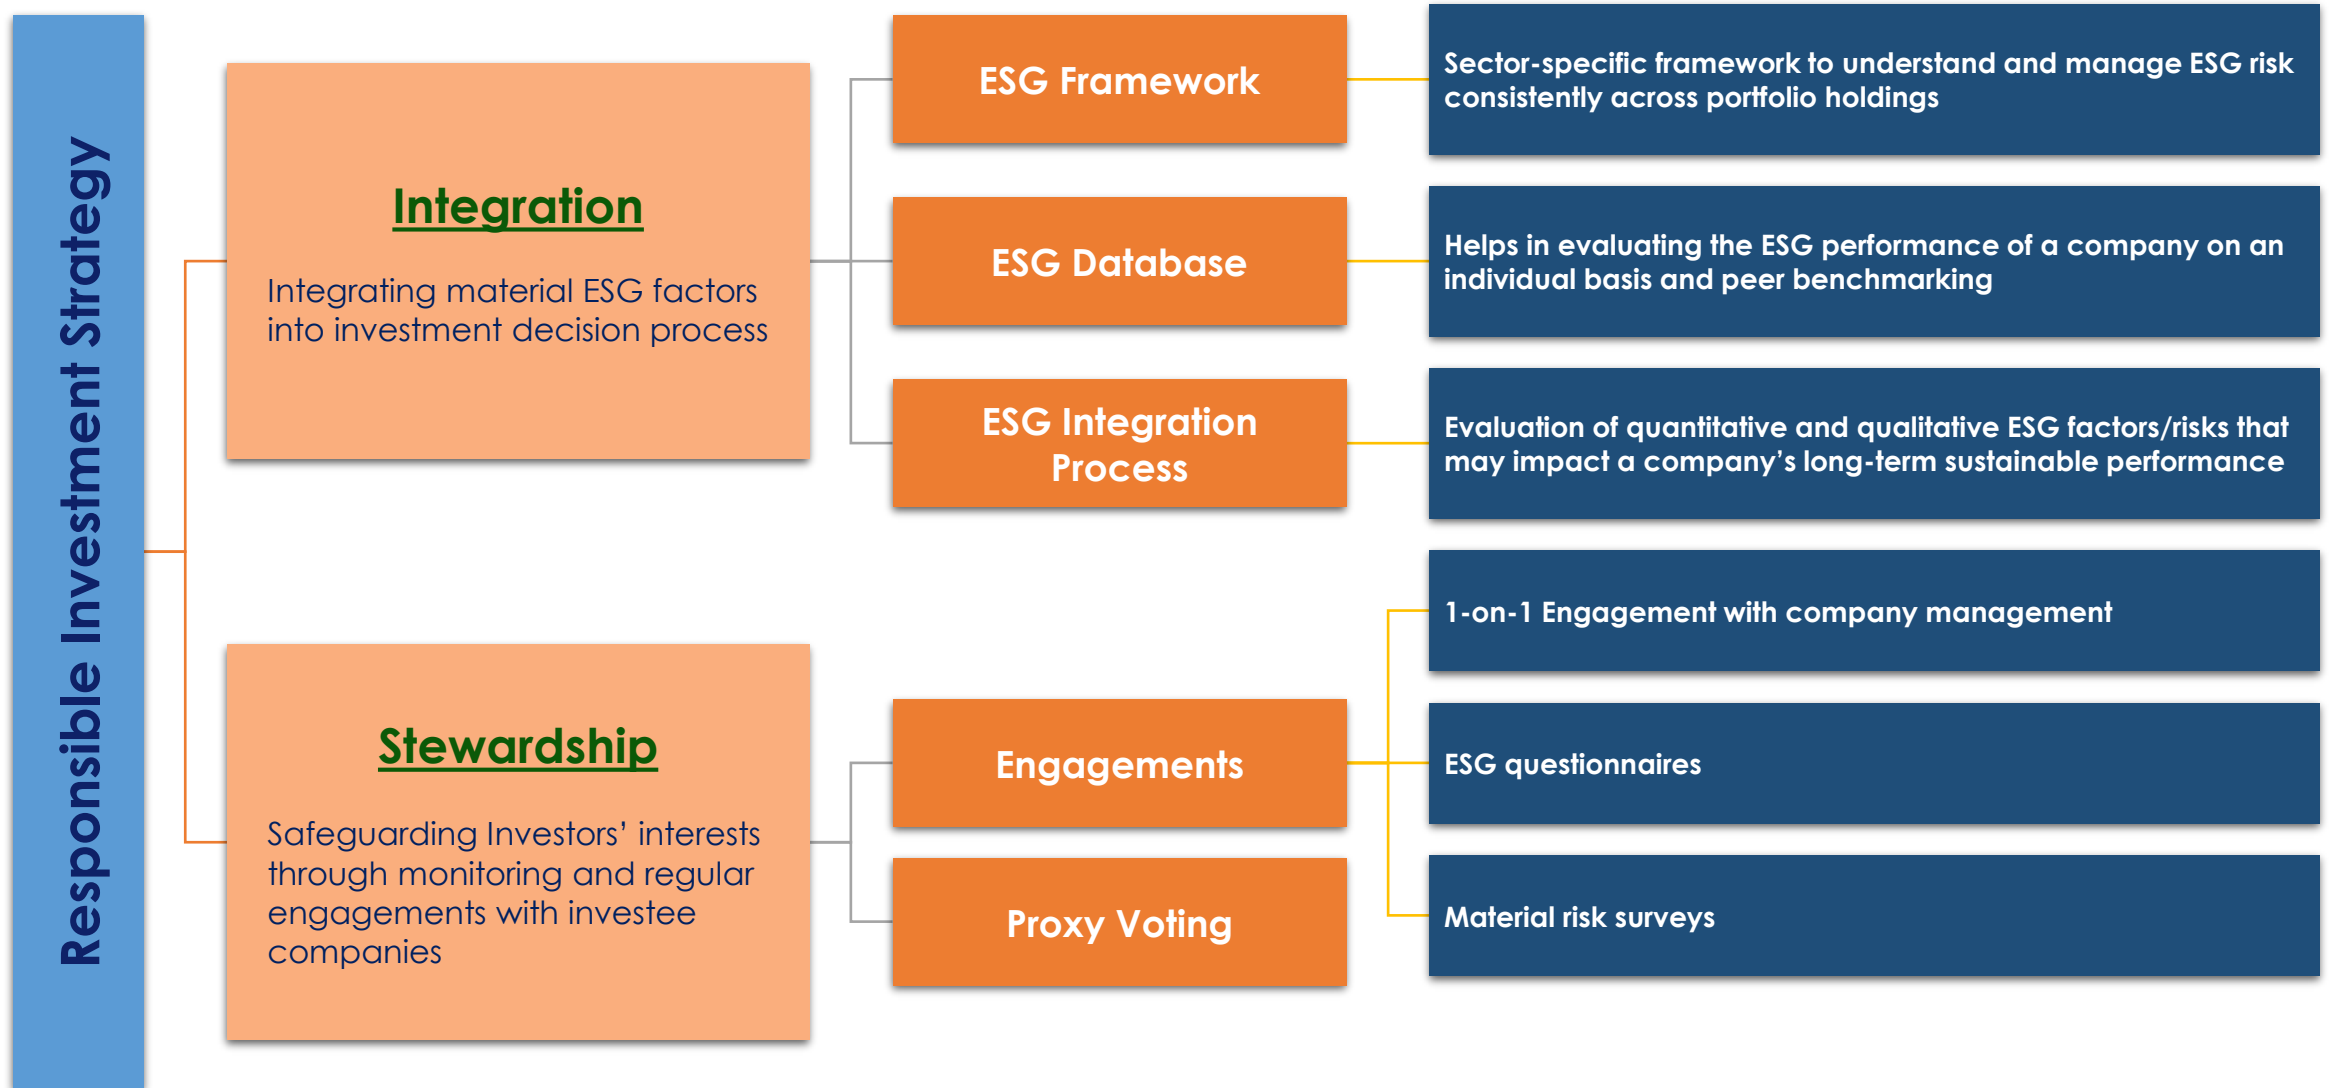 Responsible Investment Strategy
Integration
Integrating material ESG factors
into investment decision process
ESG Framework
Sector-specific framework to understand and manage ESG risk
consistently across portfolio holdings
ESG Database
Helps in evaluating the ESG performance of a company on an
individual basis and peer benchmarking
ESG Integration
Process
Evaluation of quantitative and qualitative ESG factors/risks that
may impact a company’s long-term sustainable performance
Stewardship
Safeguarding Investors’ interests
through monitoring and regular
engagements with investee
companies
Engagements
1-on-1 Engagement with company management
ESG questionnaires
Material risk surveys
Proxy Voting